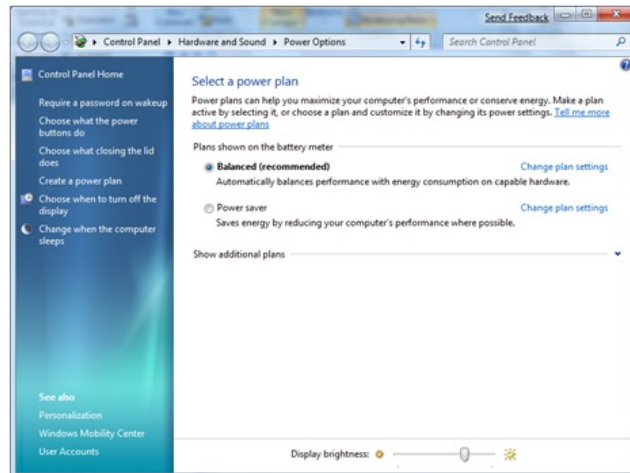 Send Feedback
Control Panel ▸ Hardware and Sound ▸ Power Options
Search Control Panel
Control Panel Home
Require a password on wakeup
Choose what the power
buttons do
Choose what closing the lid
does
Create a power plan
Choose when to turn off the
display
Change when the computer
sleeps
See also
Personalization
Windows Mobility Center
User Accounts
Select a power plan
Power plans can help you maximize your computer's performance or conserve energy. Make a plan
active by selecting it, or choose a plan and customize it by changing its power settings. Tell me more
about power plans
Plans shown on the battery meter
Balanced (recommended) Change plan settings
Automatically balances performance with energy consumption on capable hardware.
Power saver Change plan settings
Saves energy by reducing your computer's performance where possible.
Show additional plans
Display brightness: